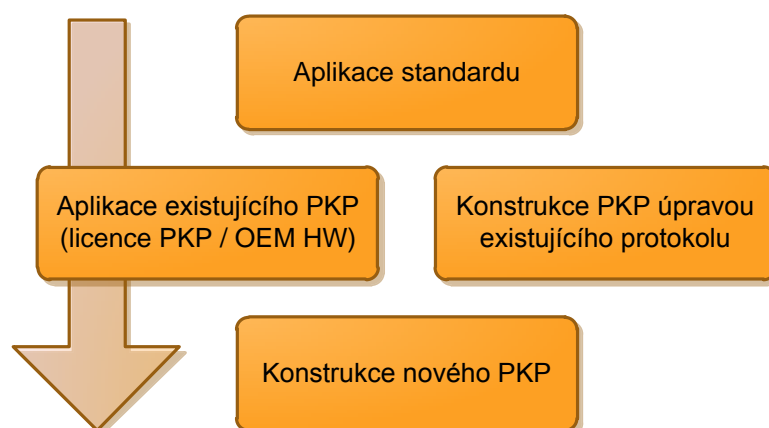 Aplikace standardu
Aplikace existujícího PKP
(licence PKP / OEM HW)
Konstrukce PKP úpravou
existujícího protokolu
Konstrukce nového PKP